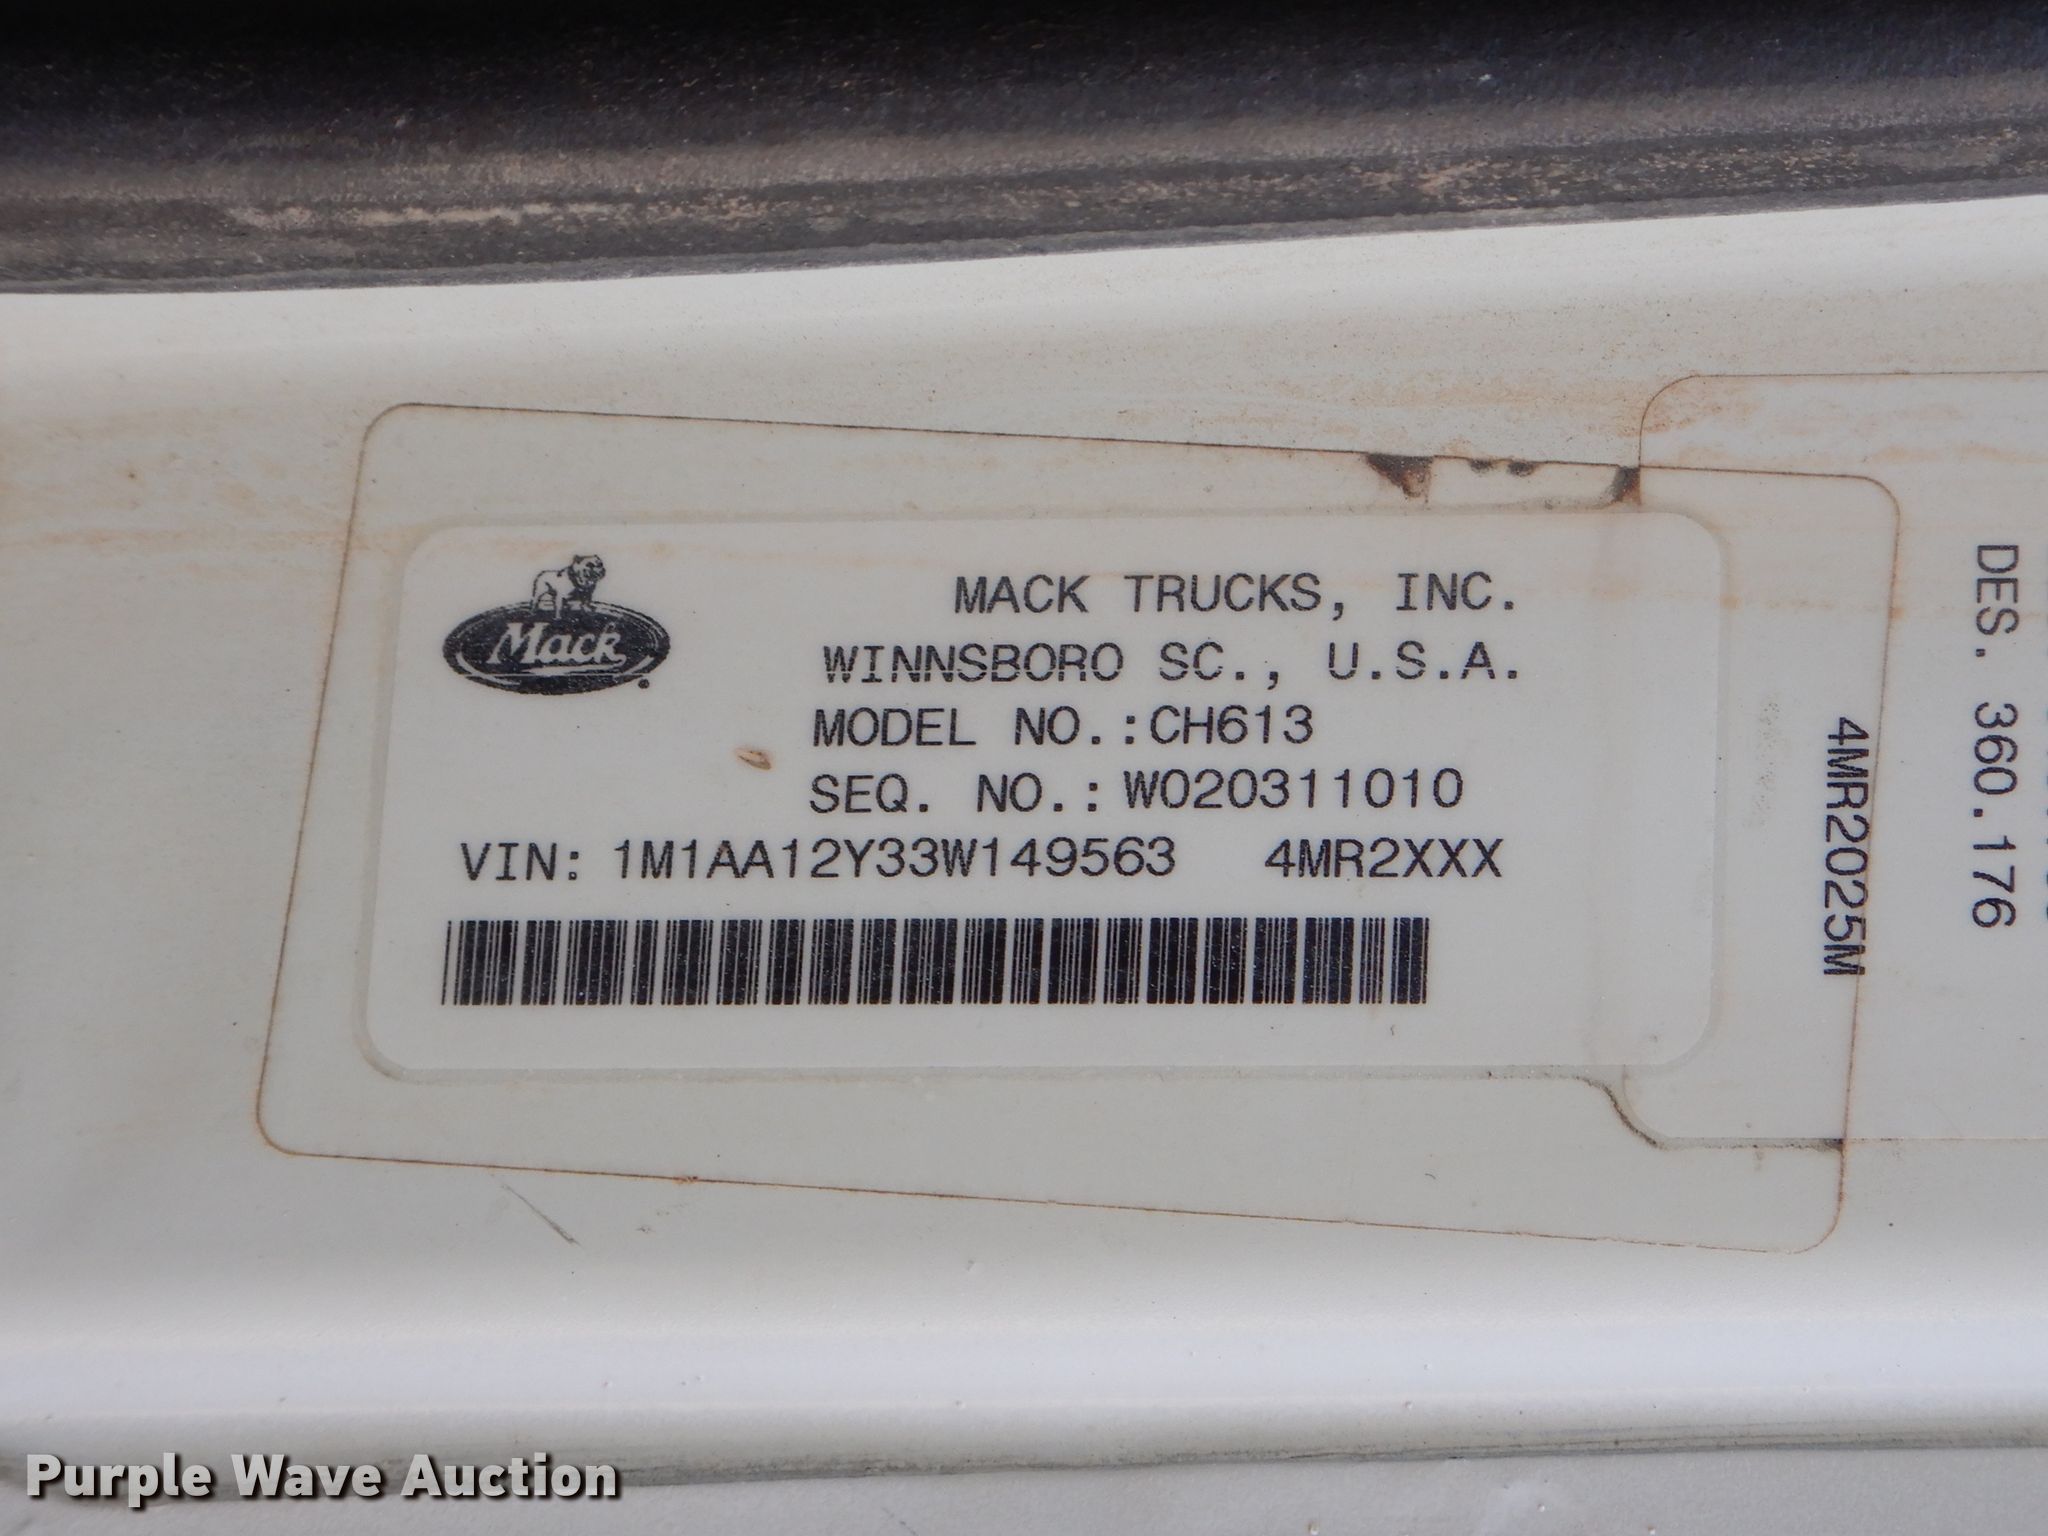 Mack
MACK TRUCKS, INC.
WINNSBORO SC., U.S.A.
MODEL NO.:CH613
SEQ. NO.:W020311010
VIN: 1M1AA12Y33W149563 4MR2XXX
4MR2025M
DES. 360.176
Purple Wave Auction